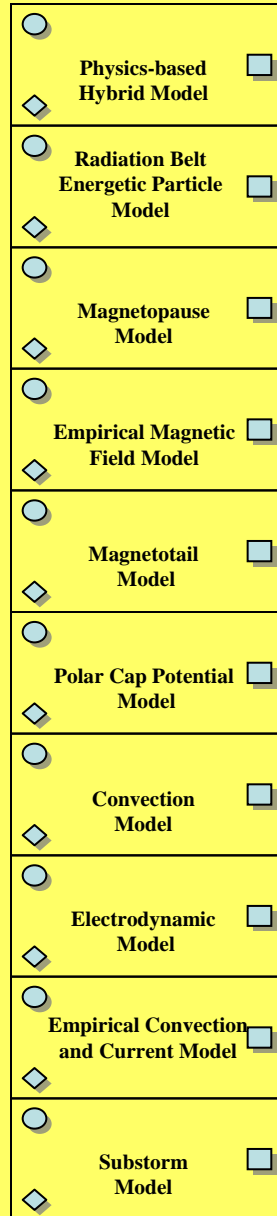 Physics-based
Hybrid Model
Radiation Belt
Energetic Particle
Model
Magnetopause
Model
Empirical Magnetic
Field Model
Magnetotail
Model
Polar Cap Potential
Model
Convection
Model
Electrodynamic
Model
Empirical Convection
and Current Model
Substorm
Model